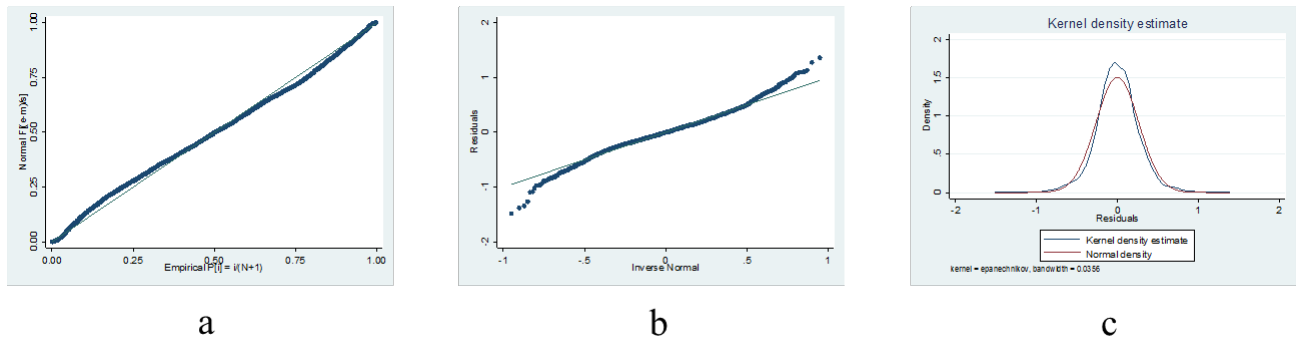 1.00
0.75
0.50
0.25
0.00
Normal F[(e-m)/s]
0.00 0.25 0.50 0.75 1.00
Empirical P[i] = i/(N+1)
a
2
1
0
-1
-2
Residuals
-1 -.5 0 .5 1
Inverse Normal
b
Kernel density estimate
2
1.5
1
.5
0
Density
-2 -1 0 1 2
Residuals
Kernel density estimate
Normal density
kernel = epanechnikov, bandwidth = 0.0356
c